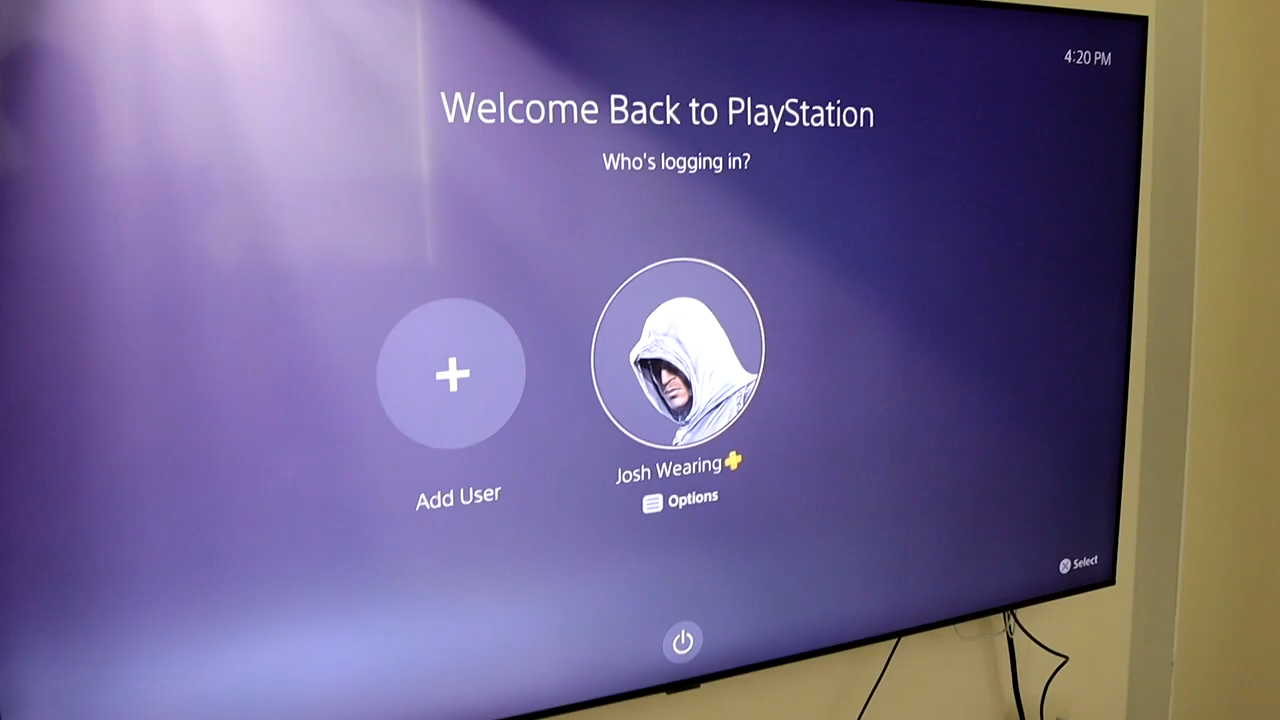 4:20 PM
Welcome Back to PlayStation
Who's logging in?
Add User
Josh Wearing
Options
Select